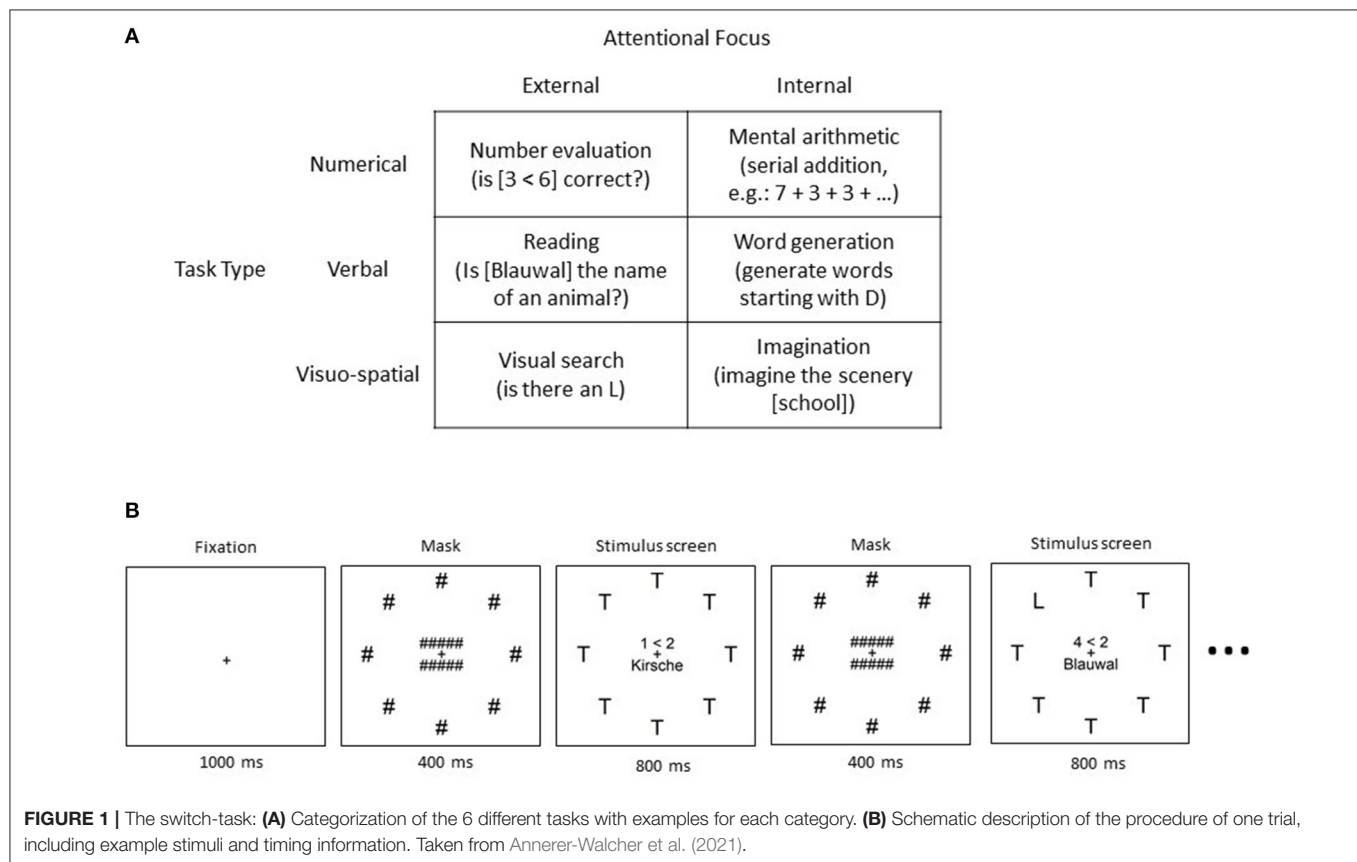 A
Attentional Focus
External Internal
Numerical
Number evaluation
(is [3 < 6] correct?)
Mental arithmetic
(serial addition,
e.g.: 7 + 3 + 3 + ...)
Task Type
Verbal
Reading
(Is [Blauwal] the name
of an animal?)
Word generation
(generate words
starting with D)
Visuo-spatial
Visual search
(is there an L)
Imagination
(imagine the scenery
[school])
B
Fixation
+
1000 ms
Mask
#
# #
#####
# + #
#####
# #
#
400 ms
Stimulus screen
T
T T
1 < 2
T + T
Kirsche
T T
T
800 ms
Mask
#
# #
#####
# + #
#####
# #
#
400 ms
Stimulus screen
T
L T
4 < 2
T + T
Blauwal
T T
T
800 ms
•••
FIGURE 1 | The switch-task: (A) Categorization of the 6 different tasks with examples for each category. (B) Schematic description of the procedure of one trial,
including example stimuli and timing information. Taken from Annerer-Walcher et al. (2021).